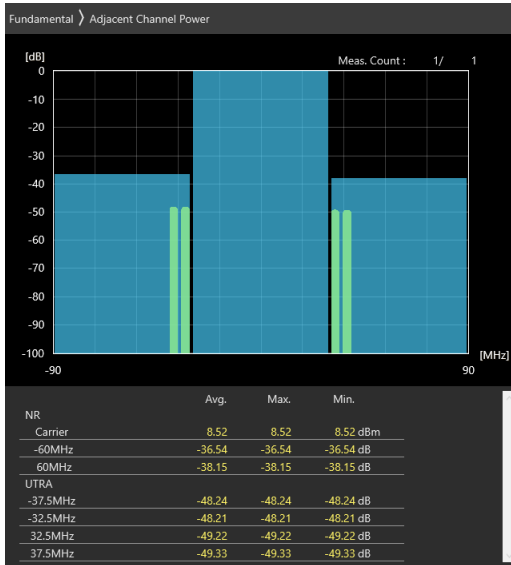 Fundamental 〉 Adjacent Channel Power
[dB]
Meas. Count : 1/ 1
0
-10
-20
-30
-40
-50
-60
-70
-80
-90
-100
[MHz]
-90 90
Avg. Max. Min.
NR
Carrier 8.52 8.52 8.52 dBm
-60MHz -36.54 -36.54 -36.54 dB
60MHz -38.15 -38.15 -38.15 dB
UTRA
-37.5MHz -48.24 -48.24 -48.24 dB
-32.5MHz -48.21 -48.21 -48.21 dB
32.5MHz -49.22 -49.22 -49.22 dB
37.5MHz -49.33 -49.33 -49.33 dB